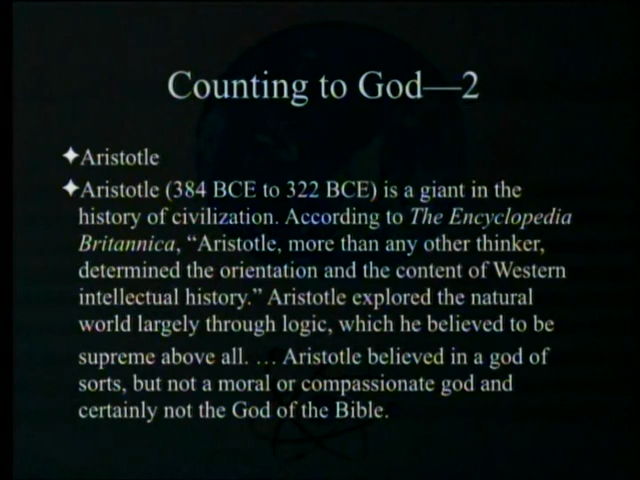 Counting to God—2
✦Aristotle
✦Aristotle (384 BCE to 322 BCE) is a giant in the
history of civilization. According to The Encyclopedia
Britannica, “Aristotle, more than any other thinker,
determined the orientation and the content of Western
intellectual history.” Aristotle explored the natural
world largely through logic, which he believed to be
supreme above all. … Aristotle believed in a god of
sorts, but not a moral or compassionate god and
certainly not the God of the Bible.